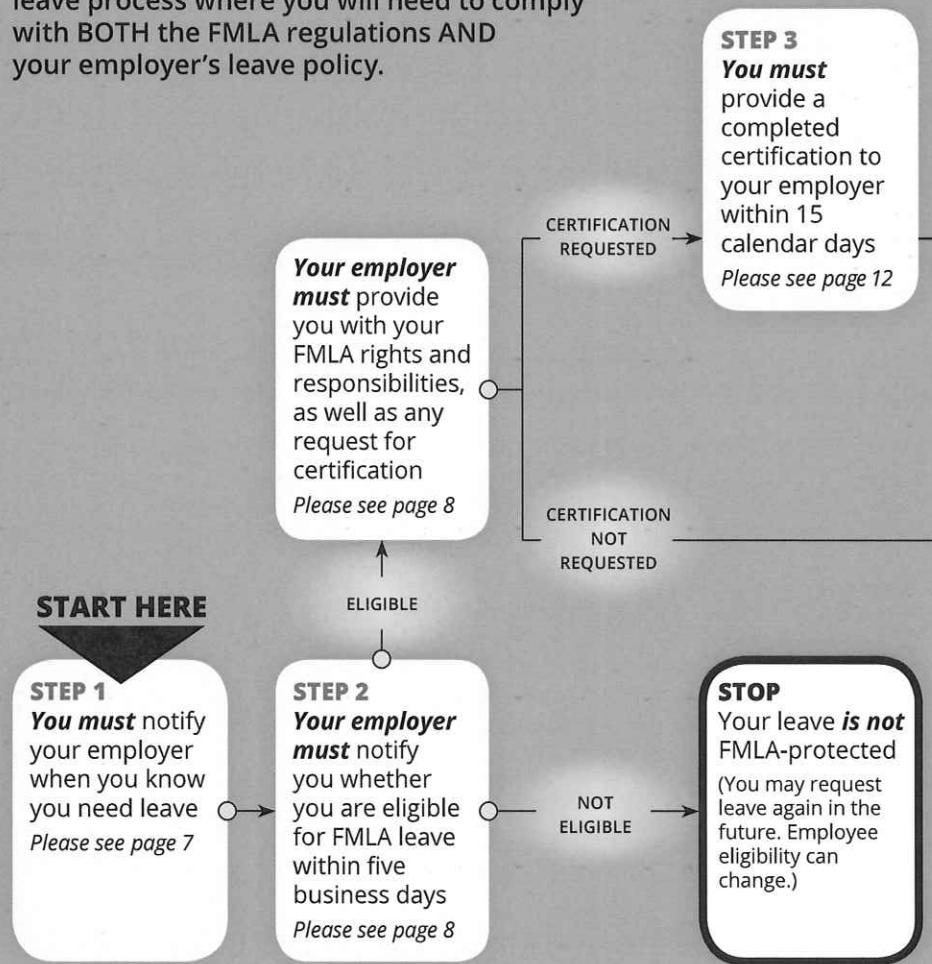 leave process where you will need to comply
with BOTH the FMLA regulations AND
your employer's leave policy.
STEP 3
You must
provide a
completed
certification to
your employer
within 15
calendar days
Please see page 12
CERTIFICATION
REQUESTED
Your employer
must provide
you with your
FMLA rights and
responsibilities,
as well as any
request for
certification
Please see page 8
CERTIFICATION
NOT
REQUESTED
ELIGIBLE
START HERE
STEP 1
You must notify
your employer
when you know
you need leave
Please see page 7
STEP 2
Your employer
must notify
you whether
you are eligible
for FMLA leave
within five
business days
Please see page 8
NOT
ELIGIBLE
STOP
Your leave is not
FMLA-protected
(You may request
leave again in the
future. Employee
eligibility can
change.)